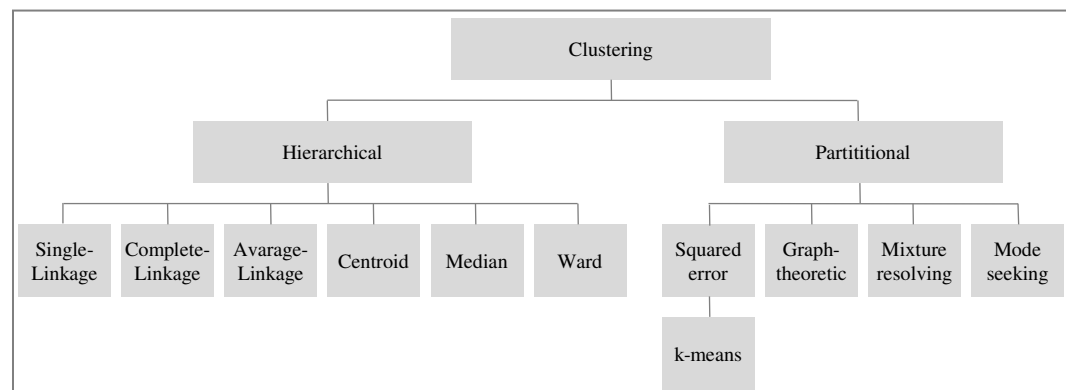 Clustering
Hierarchical
Partititional
Single-
Linkage
Complete-
Linkage
Avarage-
Linkage
Centroid
Median
Ward
Squared
error
Graph-
theoretic
Mixture
resolving
Mode
seeking
k-means